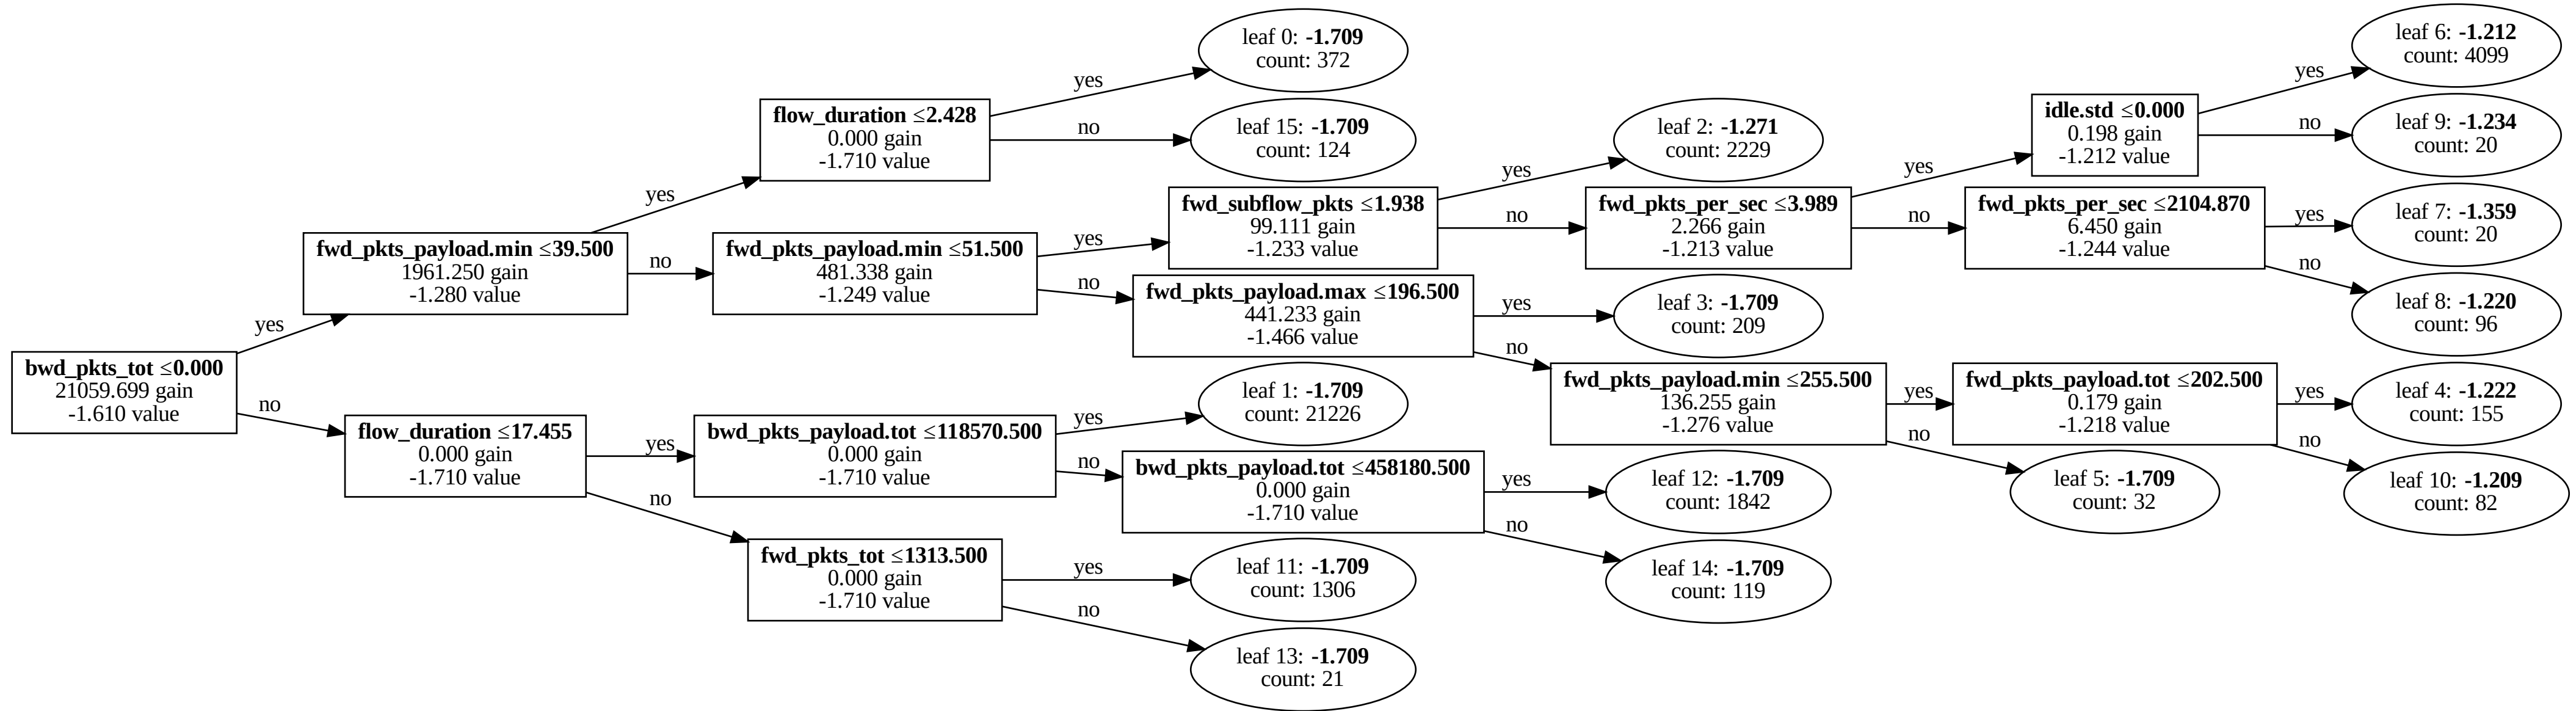 bwd_pkts_tot ≤0.000
21059.699 gain
-1.610 value
yes
no
fwd_pkts_payload.min ≤39.500
1961.250 gain
-1.280 value
yes
no
flow_duration ≤17.455
0.000 gain
-1.710 value
yes
no
flow_duration ≤2.428
0.000 gain
-1.710 value
yes
no
fwd_pkts_payload.min ≤51.500
481.338 gain
-1.249 value
yes
no
bwd_pkts_payload.tot ≤118570.500
0.000 gain
-1.710 value
yes
no
fwd_pkts_tot ≤1313.500
0.000 gain
-1.710 value
yes
no
leaf 0: -1.709
count: 372
leaf 15: -1.709
count: 124
fwd_subflow_pkts ≤1.938
99.111 gain
-1.233 value
yes
no
fwd_pkts_payload.max ≤196.500
441.233 gain
-1.466 value
yes
no
leaf 1: -1.709
count: 21226
bwd_pkts_payload.tot ≤458180.500
0.000 gain
-1.710 value
yes
no
leaf 11: -1.709
count: 1306
leaf 13: -1.709
count: 21
leaf 2: -1.271
count: 2229
fwd_pkts_per_sec ≤3.989
2.266 gain
-1.213 value
yes
no
leaf 3: -1.709
count: 209
fwd_pkts_payload.min ≤255.500
136.255 gain
-1.276 value
yes
no
leaf 12: -1.709
count: 1842
leaf 14: -1.709
count: 119
idle.std ≤0.000
0.198 gain
-1.212 value
yes
no
fwd_pkts_per_sec ≤2104.870
6.450 gain
-1.244 value
yes
no
fwd_pkts_payload.tot ≤202.500
0.179 gain
-1.218 value
yes
no
leaf 5: -1.709
count: 32
leaf 6: -1.212
count: 4099
leaf 9: -1.234
count: 20
leaf 7: -1.359
count: 20
leaf 8: -1.220
count: 96
leaf 4: -1.222
count: 155
leaf 10: -1.209
count: 82